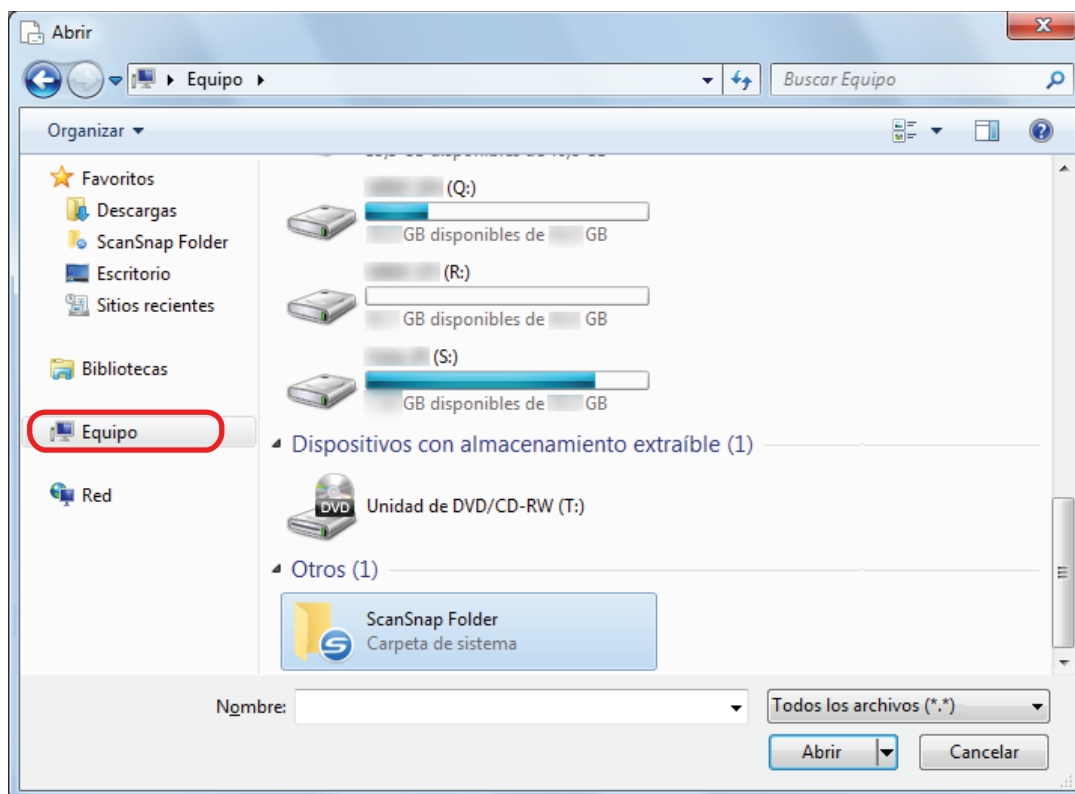 Abrir
Equipo
Buscar Equipo
Organizar
Favoritos
Descargas
ScanSnap Folder
Escritorio
Sitios recientes
Bibliotecas
Equipo
Red
(Q:)
GB disponibles de GB
(R:)
GB disponibles de GB
(S:)
GB disponibles de GB
Dispositivos con almacenamiento extraíble (1)
DVD
Unidad de DVD/CD-RW (T:)
Otros (1)
ScanSnap Folder
Carpeta de sistema
Nombre:
Todos los archivos (*.*)
Abrir
Cancelar